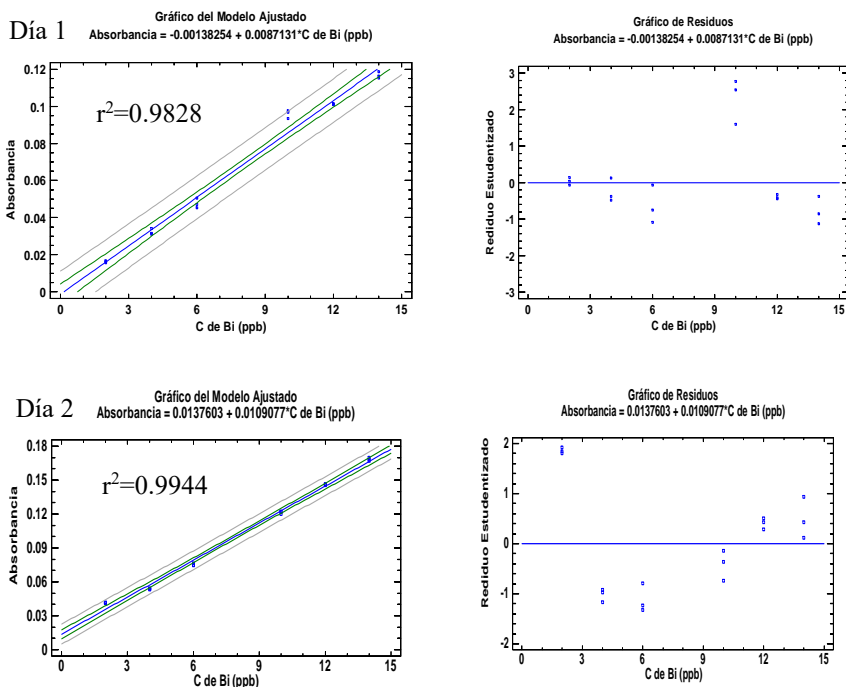 Día 1
Gráfico del Modelo Ajustado
Absorbancia = -0.00138254 + 0.0087131*C de Bi (ppb)
r²=0.9828
Absorbancia
0.12
0.1
0.08
0.06
0.04
0.02
0
0 3 6 9 12 15
C de Bi (ppb)
Gráfico de Residuos
Absorbancia = -0.00138254 + 0.0087131*C de Bi (ppb)
Rediduo Estudentizado
3
2
1
0
-1
-2
-3
0 3 6 9 12 15
C de Bi (ppb)
Día 2
Gráfico del Modelo Ajustado
Absorbancia = 0.0137603 + 0.0109077*C de Bi (ppb)
r²=0.9944
Absorbancia
0.18
0.15
0.12
0.09
0.06
0.03
0
0 3 6 9 12 15
C de Bi (ppb)
Gráfico de Residuos
Absorbancia = 0.0137603 + 0.0109077*C de Bi (ppb)
Rediduo Estudentizado
2
1
0
-1
-2
0 3 6 9 12 15
C de Bi (ppb)